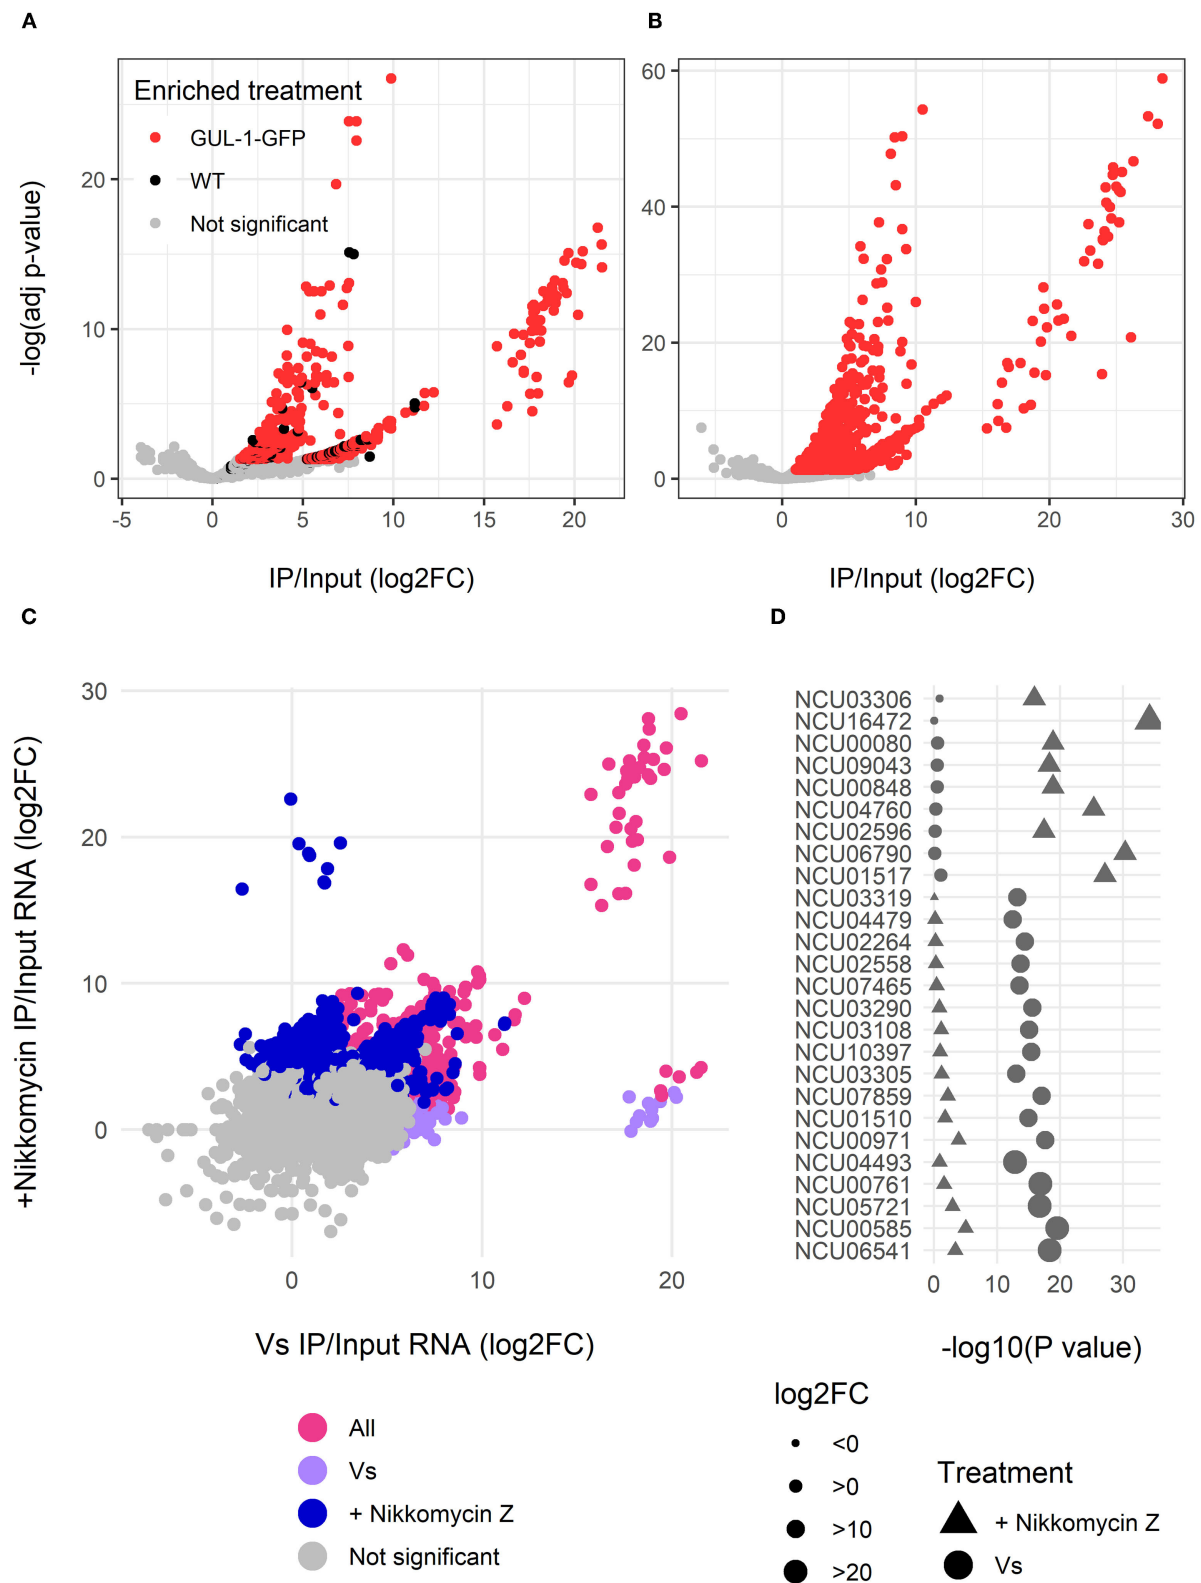 A
B
Enriched treatment
GUL-1-GFP
WT
Not significant
-log(adj p-value)
20
10
0
-5
0
5
10
15
20
IP/Input (log2FC)
60
40
20
0
0
10
20
30
IP/Input (log2FC)
C
D
+Nikkomycin IP/Input RNA (log2FC)
30
20
10
0
0
10
20
Vs IP/Input RNA (log2FC)
All
Vs
+ Nikkomycin Z
Not significant
NCU03306
NCU16472
NCU00080
NCU09043
NCU00848
NCU04760
NCU02596
NCU06790
NCU01517
NCU03319
NCU04479
NCU02264
NCU02558
NCU07465
NCU03290
NCU03108
NCU10397
NCU03305
NCU07859
NCU01510
NCU00971
NCU04493
NCU00761
NCU05721
NCU00585
NCU06541
0
10
20
30
-log10(P value)
log2FC
<0
>0
>10
>20
Treatment
+ Nikkomycin Z
Vs